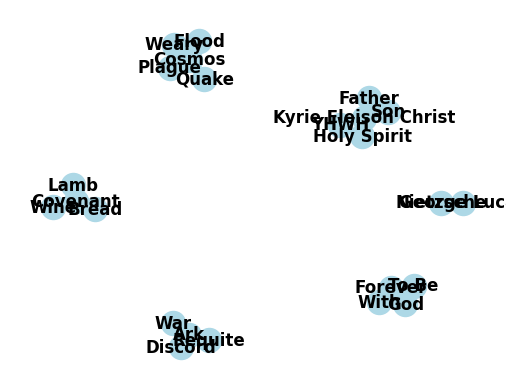 Flood
Weary
Cosmos
Plague
Quake
Father
Son
Kyrie Eleison Christ
YHWH
Holy Spirit
Lamb
Covenant
Wine
Bread
Nietzsche
Forever
To Be
With
God
War
Ark
Requite
Discord